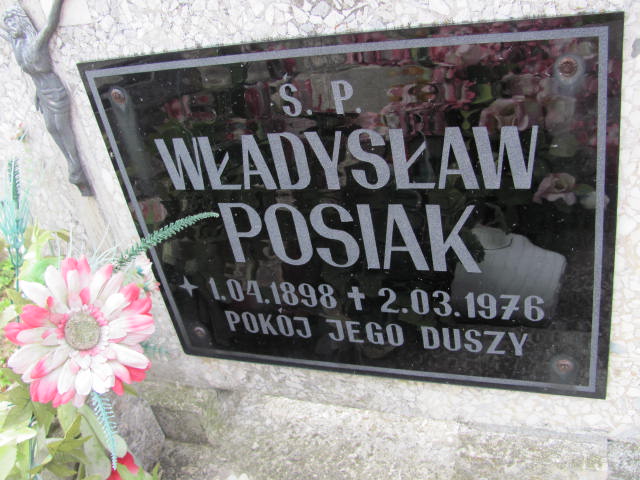 Ś. P.
WŁADYSŁAW
POSIAK
✦ 1.04.1898 ✝ 2.03.1976
POKÓJ JEGO DUSZY